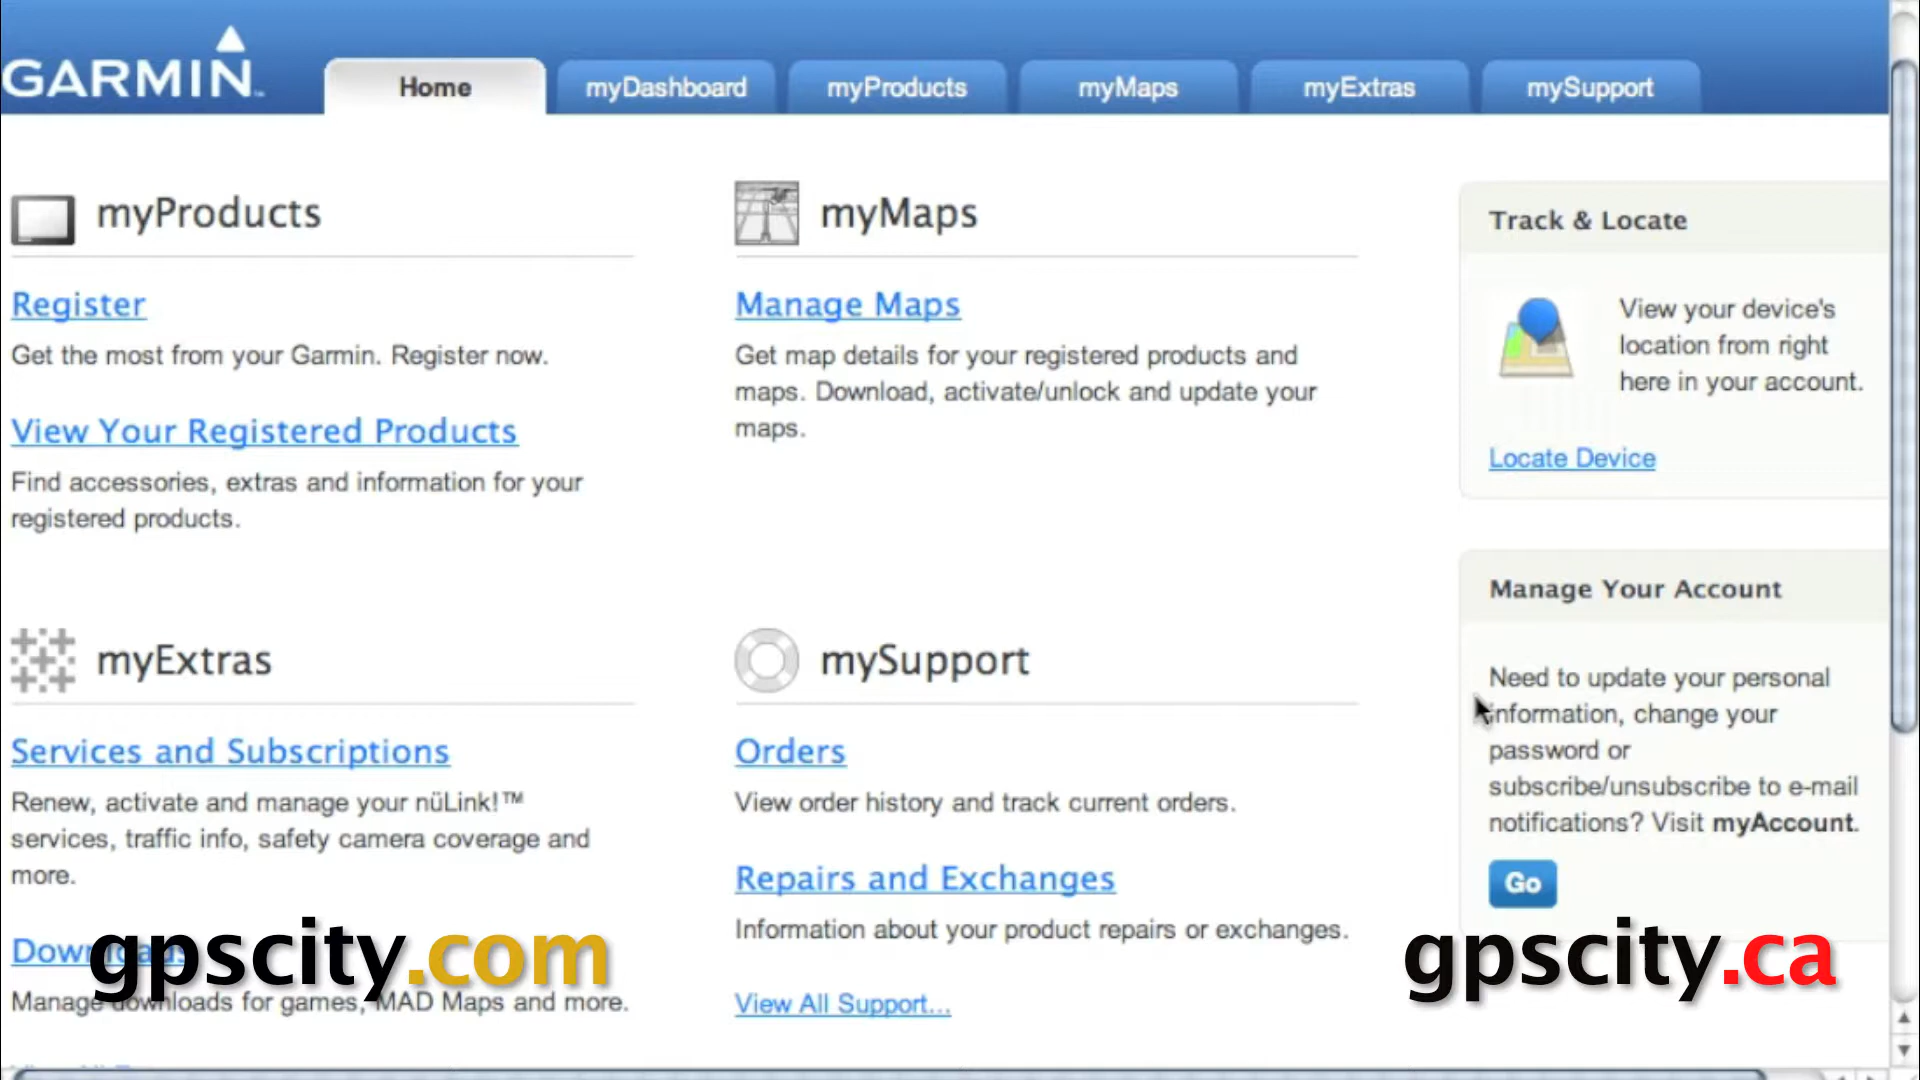 GARMIN™
Home
myDashboard
myProducts
myMaps
myExtras
mySupport
myProducts
Register
Get the most from your Garmin. Register now.
View Your Registered Products
Find accessories, extras and information for your
registered products.
myMaps
Manage Maps
Get map details for your registered products and
maps. Download, activate/unlock and update your
maps.
Track & Locate
View your device's
location from right
here in your account.
Locate Device
myExtras
Services and Subscriptions
Renew, activate and manage your nüLink!™
services, traffic info, safety camera coverage and
more.
Downloads
Manage downloads for games, MAD Maps and more.
mySupport
Orders
View order history and track current orders.
Repairs and Exchanges
Information about your product repairs or exchanges.
View All Support...
Manage Your Account
Need to update your personal
information, change your
password or
subscribe/unsubscribe to e-mail
notifications? Visit myAccount.
Go
gpscity.com
gpscity.ca